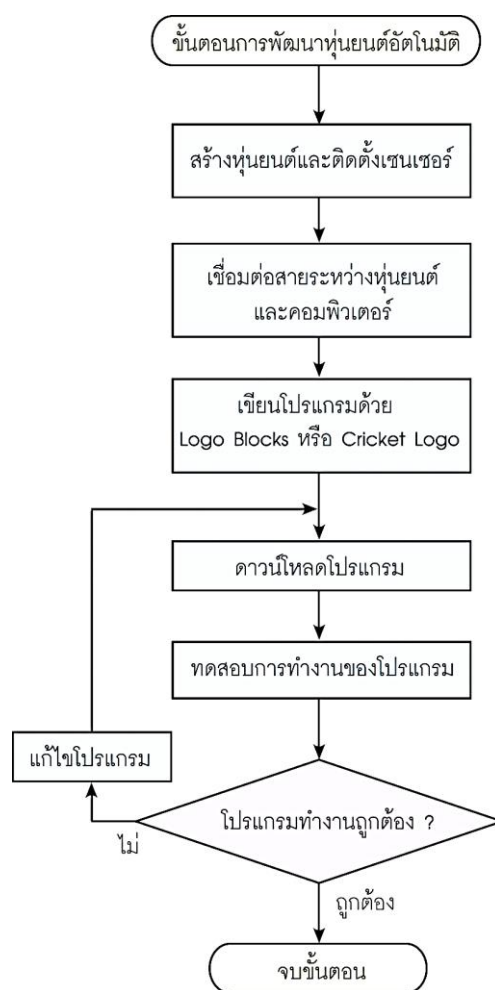 ขั้นตอนการพัฒนาหุ่นยนต์อัตโนมัติ
สร้างหุ่นยนต์และติดตั้งเซนเซอร์
เชื่อมต่อสายระหว่างหุ่นยนต์
และคอมพิวเตอร์
เขียนโปรแกรมด้วย
Logo Blocks หรือ Cricket Logo
ดาวน์โหลดโปรแกรม
ทดสอบการทำงานของโปรแกรม
แก้ไขโปรแกรม
โปรแกรมทำงานถูกต้อง ?
ไม่
ถูกต้อง
จบขั้นตอน